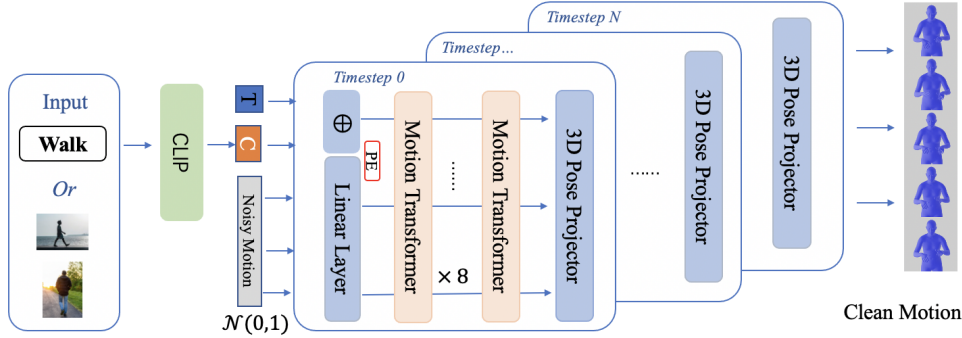 Input
Walk
Or
CLIP
T
C
Noisy Motion
𝒩(0,1)
Timestep 0
⊕
PE
Linear Layer
Motion Transformer
......
× 8
Motion Transformer
3D Pose Projector
Timestep...
3D Pose Projector
......
Timestep N
3D Pose Projector
Clean Motion